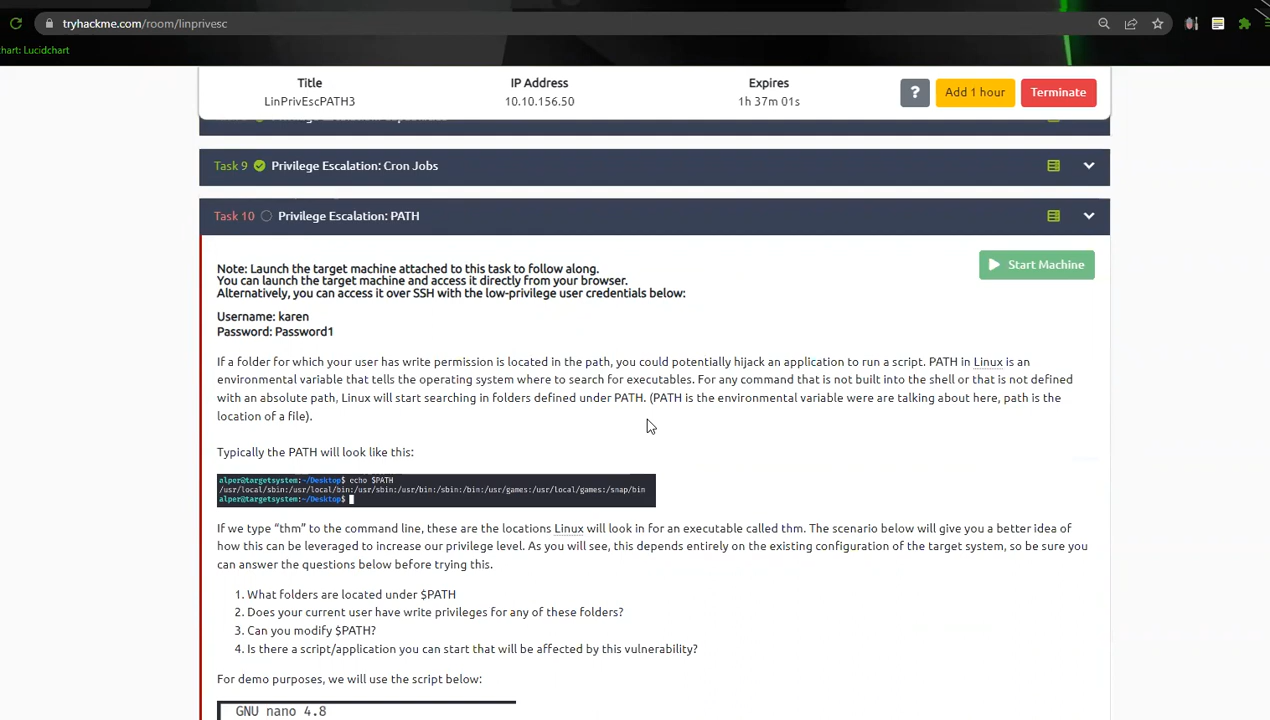 tryhackme.com/room/linprivesc
hart: Lucidchart
Title
IP Address
Expires
LinPrivEscPATH3
10.10.156.50
1h 37m 01s
?
Add 1 hour
Terminate
Task 9
Privilege Escalation: Cron Jobs
Task 10
Privilege Escalation: PATH
Start Machine
Note: Launch the target machine attached to this task to follow along.
You can launch the target machine and access it directly from your browser.
Alternatively, you can access it over SSH with the low-privilege user credentials below:
Username: karen
Password: Password1
If a folder for which your user has write permission is located in the path, you could potentially hijack an application to run a script. PATH in Linux is an
environmental variable that tells the operating system where to search for executables. For any command that is not built into the shell or that is not defined
with an absolute path, Linux will start searching in folders defined under PATH. (PATH is the environmental variable were are talking about here, path is the
location of a file).
Typically the PATH will look like this:
alper@targetsystem:~/Desktop$ echo $PATH
/usr/local/sbin:/usr/local/bin:/usr/sbin:/usr/bin:/sbin:/bin:/usr/games:/usr/local/games:/snap/bin
alper@targetsystem:~/Desktop$
If we type “thm” to the command line, these are the locations Linux will look in for an executable called thm. The scenario below will give you a better idea of
how this can be leveraged to increase our privilege level. As you will see, this depends entirely on the existing configuration of the target system, so be sure you
can answer the questions below before trying this.
1. What folders are located under $PATH
2. Does your current user have write privileges for any of these folders?
3. Can you modify $PATH?
4. Is there a script/application you can start that will be affected by this vulnerability?
For demo purposes, we will use the script below:
GNU nano 4.8